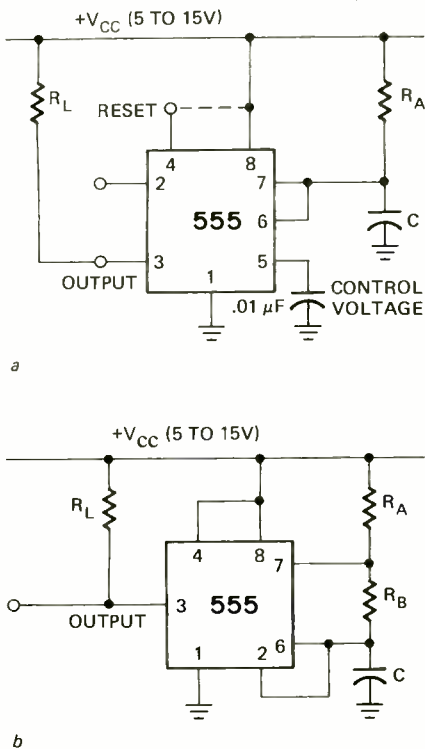 +VCC (5 TO 15V)
RL
RESET
RA
4
8
2
7
555
6
C
3
5
OUTPUT
1
.01 µF
CONTROL
VOLTAGE
a
+VCC (5 TO 15V)
RL
RA
4
8
7
3
555
RB
OUTPUT
6
1
2
C
b